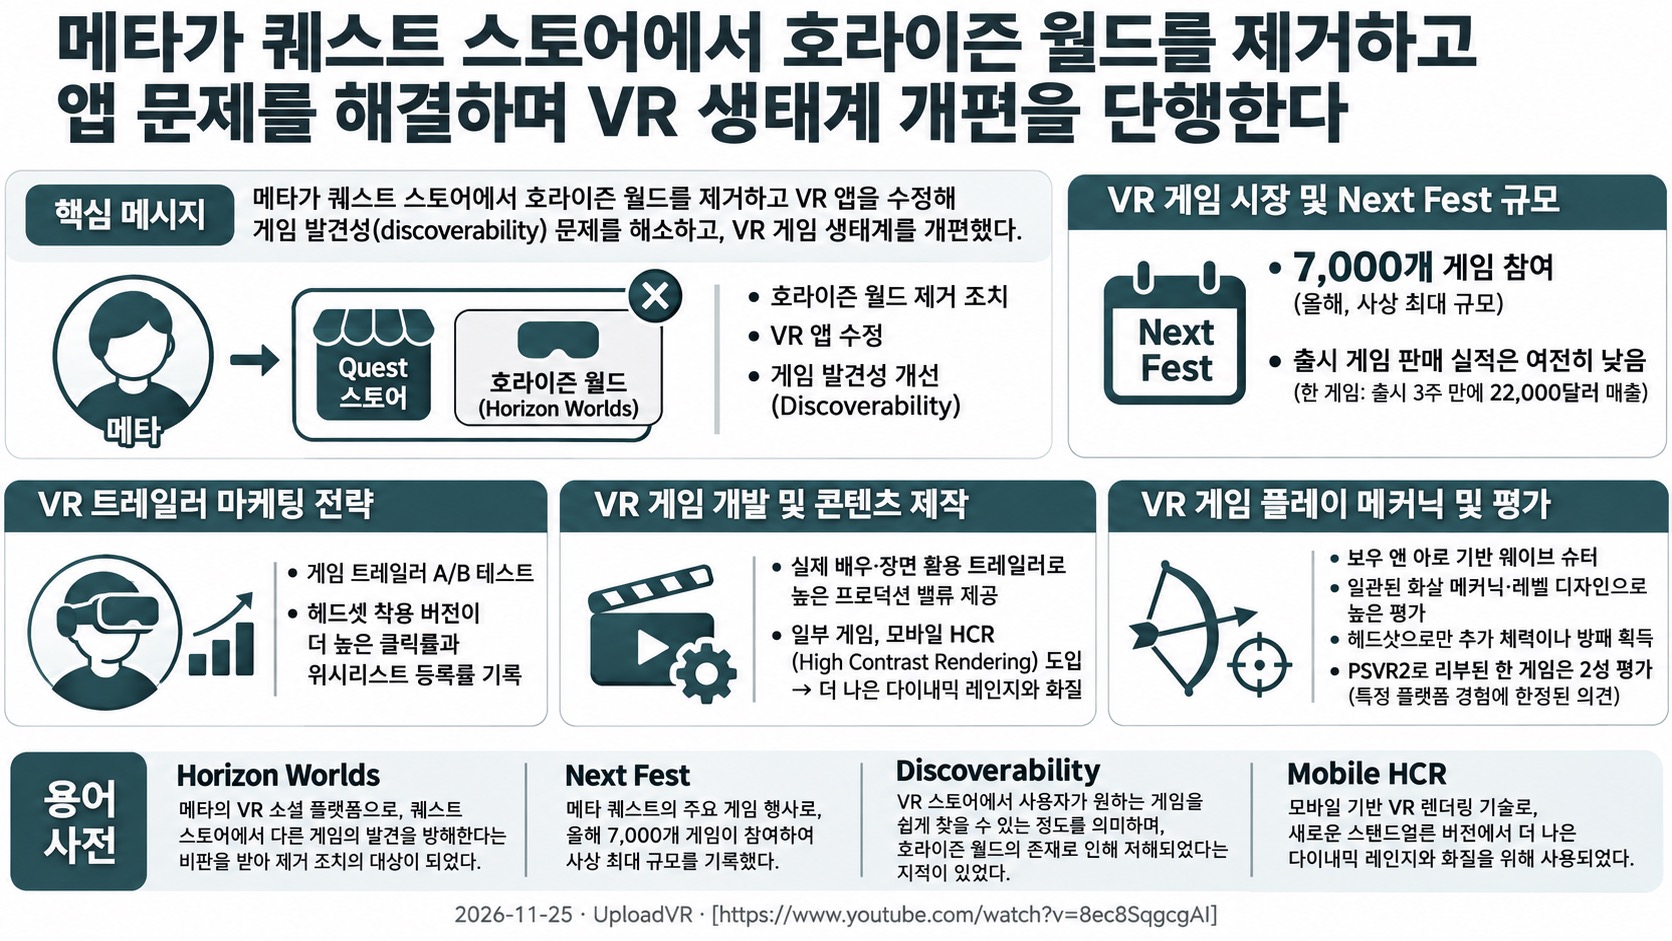 메타가 퀘스트 스토어에서 호라이즌 월드를 제거하고
앱 문제를 해결하며 VR 생태계 개편을 단행한다
핵심 메시지
메타가 퀘스트 스토어에서 호라이즌 월드를 제거하고 VR 앱을 수정해
게임 발견성(discoverability) 문제를 해소하고, VR 게임 생태계를 개편했다.
메타
Quest
스토어
호라이즌 월드
(Horizon Worlds)
• 호라이즌 월드 제거 조치
• VR 앱 수정
• 게임 발견성 개선
(Discoverability)
VR 게임 시장 및 Next Fest 규모
Next
Fest
• 7,000개 게임 참여
(올해, 사상 최대 규모)
• 출시 게임 판매 실적은 여전히 낮음
(한 게임: 출시 3주 만에 22,000달러 매출)
VR 트레일러 마케팅 전략
• 게임 트레일러 A/B 테스트
• 헤드셋 착용 버전이
더 높은 클릭률과
위시리스트 등록률 기록
VR 게임 개발 및 콘텐츠 제작
• 실제 배우·장면 활용 트레일러로
높은 프로덕션 밸류 제공
• 일부 게임, 모바일 HCR
(High Contrast Rendering) 도입
→ 더 나은 다이내믹 레인지와 화질
VR 게임 플레이 메커닉 및 평가
• 보우 앤 아로 기반 웨이브 슈터
• 일관된 화살 메커닉·레벨 디자인으로
높은 평가
• 헤드샷으로만 추가 체력이나 방패 획득
• PSVR2로 리부된 한 게임은 2성 평가
(특정 플랫폼 경험에 한정된 의견)
용어
사전
Horizon Worlds
메타의 VR 소셜 플랫폼으로, 퀘스트
스토어에서 다른 게임의 발견을 방해한다는
비판을 받아 제거 조치의 대상이 되었다.
Next Fest
메타 퀘스트의 주요 게임 행사로,
올해 7,000개 게임이 참여하여
사상 최대 규모를 기록했다.
Discoverability
VR 스토어에서 사용자가 원하는 게임을
쉽게 찾을 수 있는 정도를 의미하며,
호라이즌 월드의 존재로 인해 저해되었다는
지적이 있었다.
Mobile HCR
모바일 기반 VR 렌더링 기술로,
새로운 스탠드얼른 버전에서 더 나은
다이내믹 레인지와 화질을 위해 사용되었다.
2026-11-25 · UploadVR · [https://www.youtube.com/watch?v=8ec8SqgcgAI]